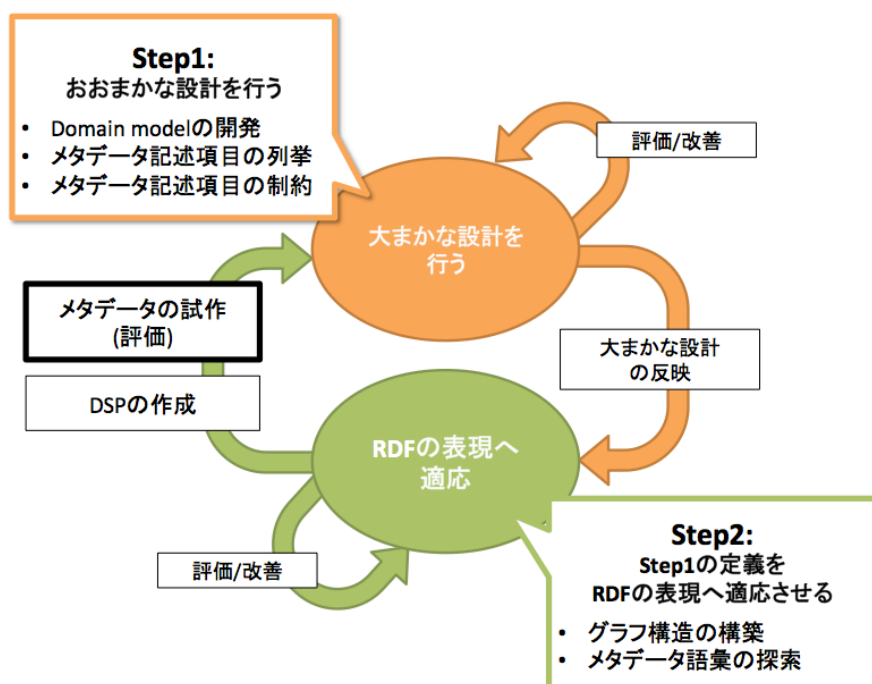 Step1:
おおまかな設計を行う
• Domain modelの開発
• メタデータ記述項目の列挙
• メタデータ記述項目の制約
評価/改善
大まかな設計を
行う
メタデータの試作
(評価)
大まかな設計
の反映
DSPの作成
RDFの表現へ
適応
評価/改善
Step2:
Step1の定義を
RDFの表現へ適応させる
• グラフ構造の構築
• メタデータ語彙の探索